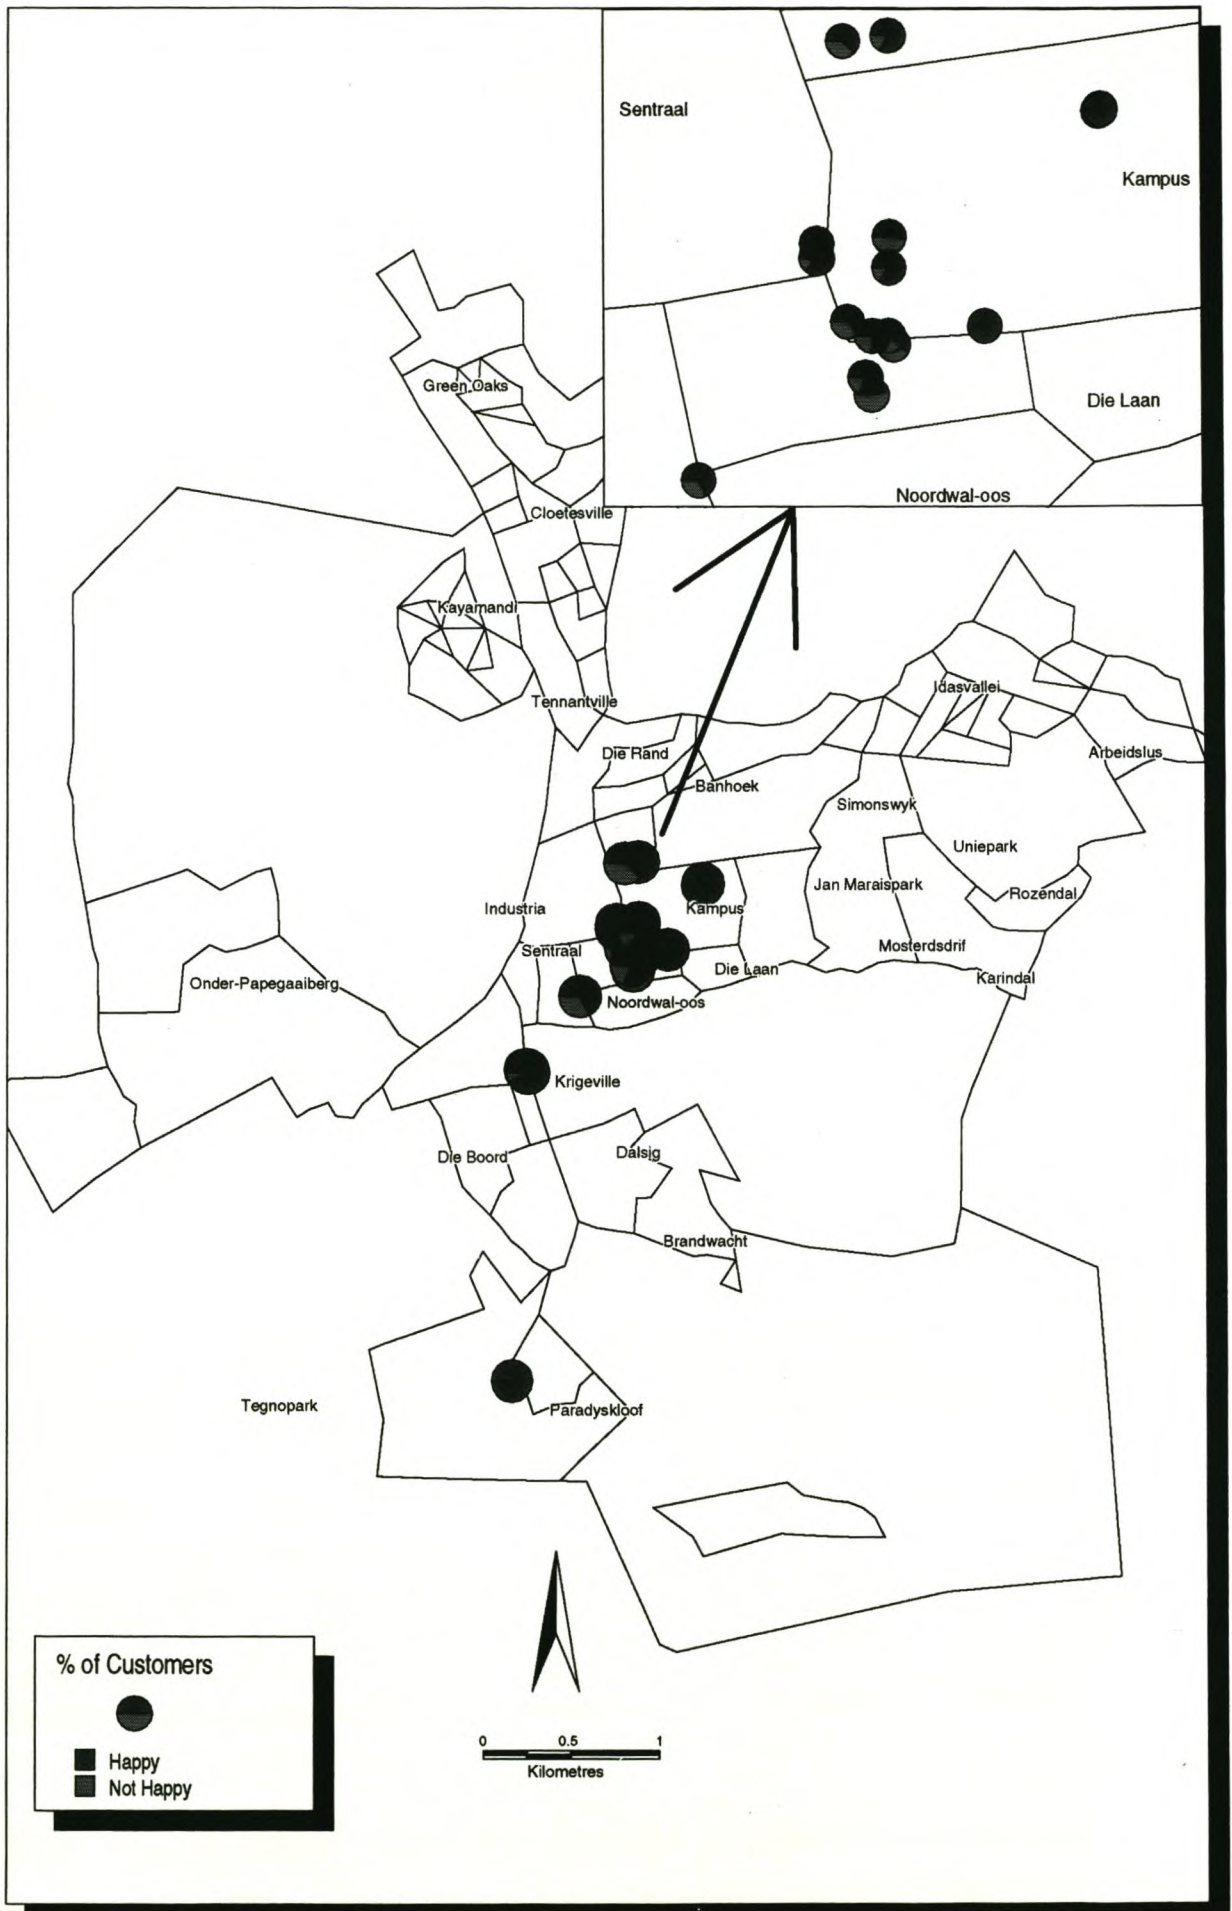 Sentraal
Kampus
Die Laan
Noordwal-oos
Green Oaks
Cloetesville
Kayamandi
Tennantville
Idasvallei
Die Rand
Arbeidslus
Banhoek
Simonswyk
Uniepark
Jan Maraispark
Rozendal
Industria
Kampus
Sentraal
Mosterdsdrif
Die Laan
Karindal
Onder-Papegaaiberg
Noordwal-oos
Krigeville
Die Boord
Dalsig
Brandwacht
Tegnopark
Paradyskloof
% of Customers
Happy
Not Happy
0 0.5 1
Kilometres